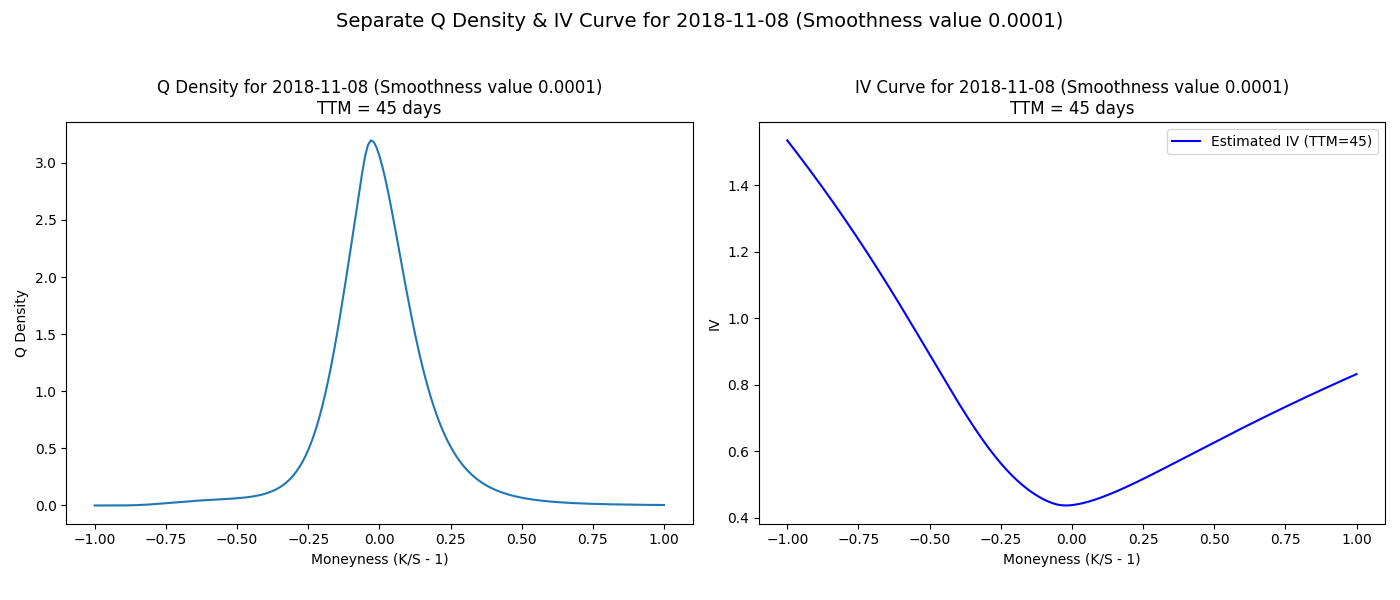 Separate Q Density & IV Curve for 2018-11-08 (Smoothness value 0.0001)
Q Density for 2018-11-08 (Smoothness value 0.0001)
TTM = 45 days
3.0
2.5
2.0
1.5
1.0
0.5
0.0
Q Density
−1.00 −0.75 −0.50 −0.25 0.00 0.25 0.50 0.75 1.00
Moneyness (K/S - 1)
IV Curve for 2018-11-08 (Smoothness value 0.0001)
TTM = 45 days
Estimated IV (TTM=45)
1.4
1.2
1.0
0.8
0.6
0.4
IV
−1.00 −0.75 −0.50 −0.25 0.00 0.25 0.50 0.75 1.00
Moneyness (K/S - 1)